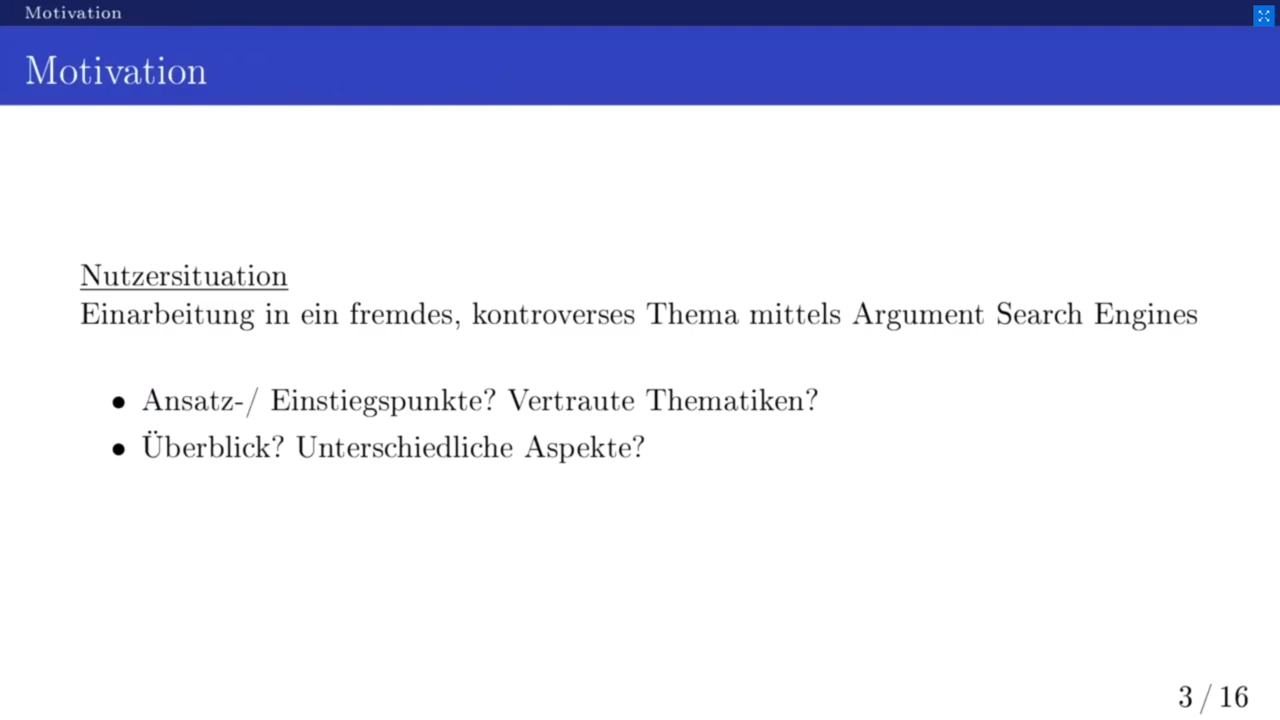 Motivation
Motivation
Nutzersituation
Einarbeitung in ein fremdes, kontroverses Thema mittels Argument Search Engines
• Ansatz-/ Einstiegspunkte? Vertraute Thematiken?
• Überblick? Unterschiedliche Aspekte?
3 / 16